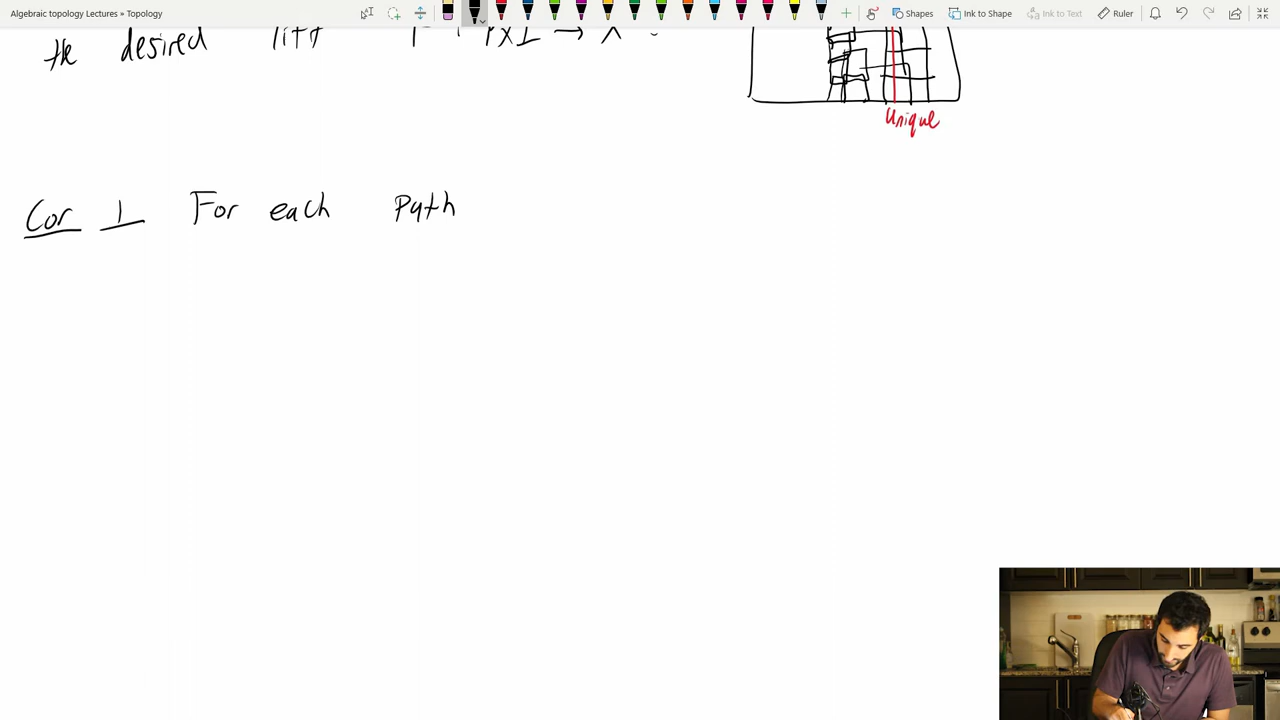 Algebraic topology Lectures » Topology
Shapes
Ink to Shape
Ink to Text
Ruler
the desired lift
Unique
Cor 1 For each path